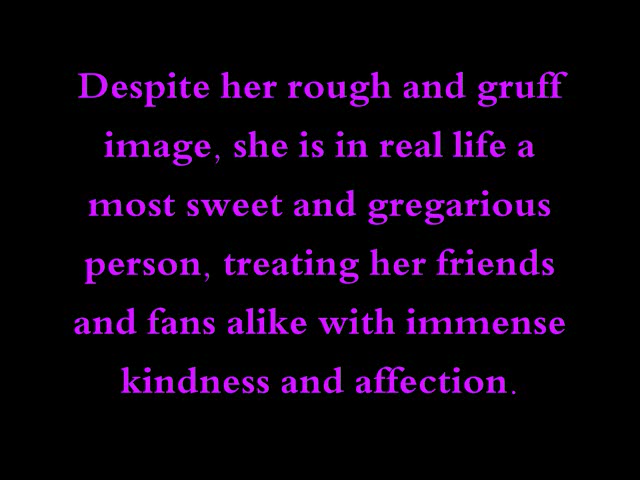 Despite her rough and gruff
image, she is in real life a
most sweet and gregarious
person, treating her friends
and fans alike with immense
kindness and affection.